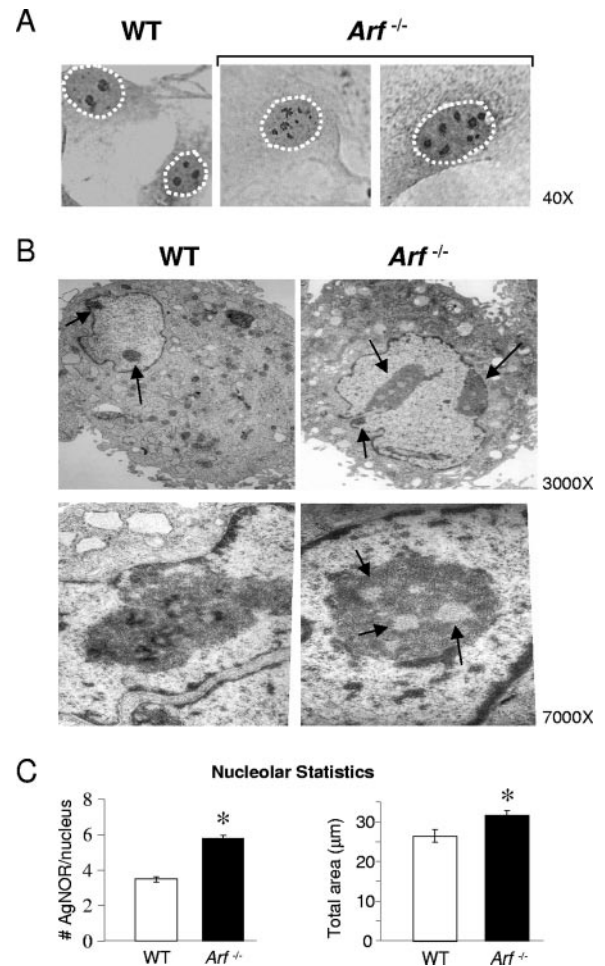 A
WT
Arf -/-
40X
B
WT
Arf -/-
3000X
7000X
C
Nucleolar Statistics
# AgNOR/nucleus
8
6
4
2
0
*
WT
Arf -/-
Total area (µm)
30
20
10
0
*
WT
Arf -/-